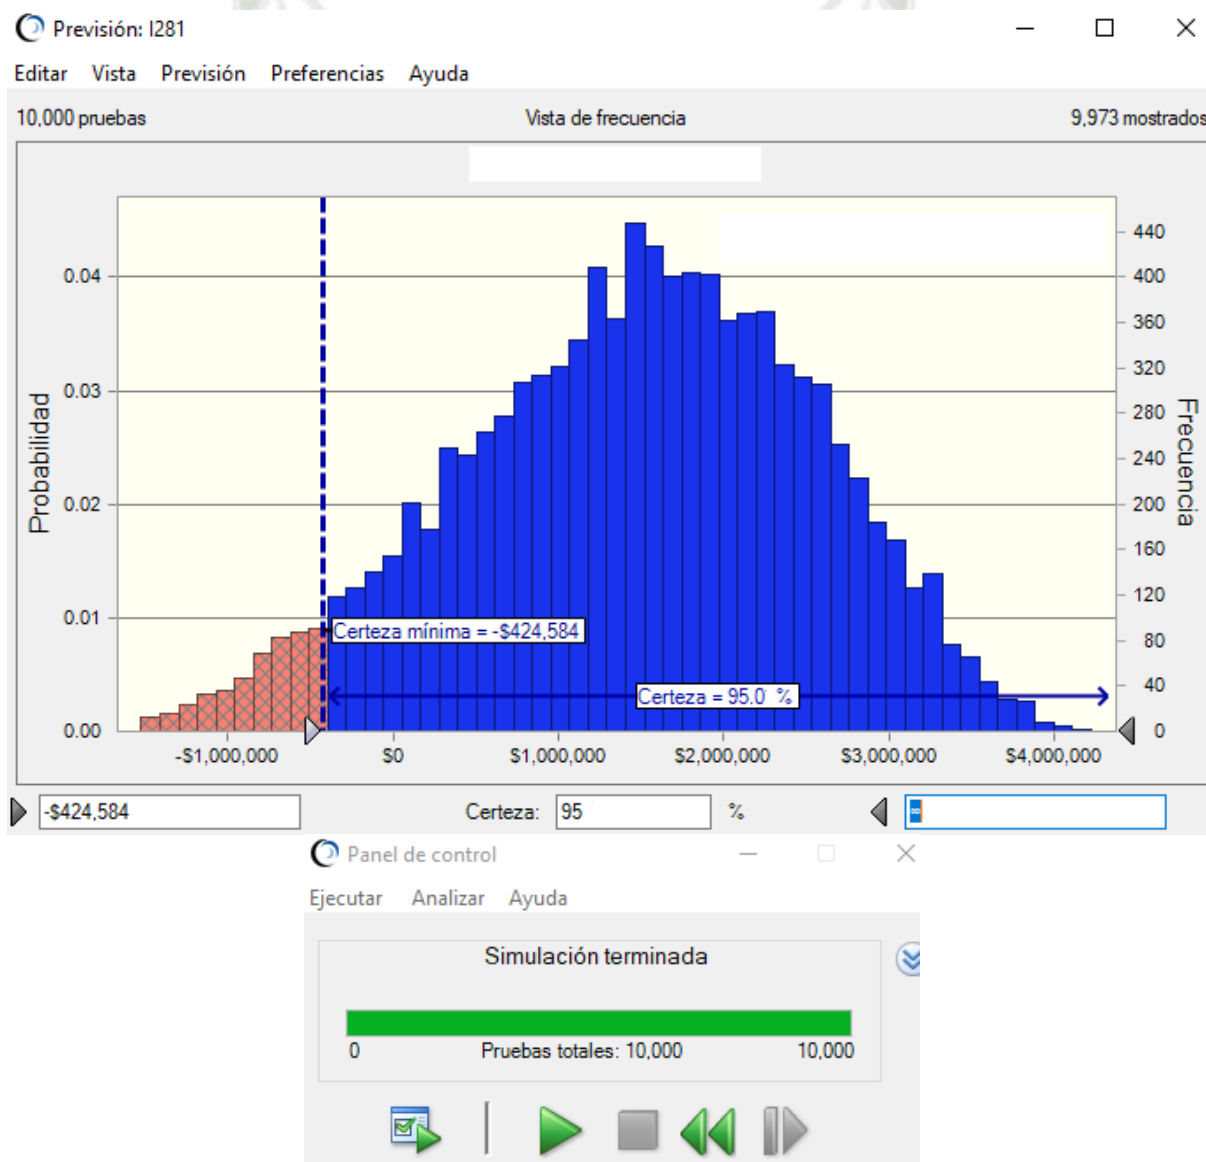 Previsión: I281
Editar Vista Previsión Preferencias Ayuda
10,000 pruebas Vista de frecuencia 9,973 mostrados
Probabilidad
0.04
0.03
0.02
0.01
0.00
440
400
360
320
280
240
200
160
120
80
40
0
Frecuencia
Certeza mínima = -$424,584
Certeza = 95.0 %
-$1,000,000 $0 $1,000,000 $2,000,000 $3,000,000 $4,000,000
-$424,584 Certeza: 95 % ∞
Panel de control
Ejecutar Analizar Ayuda
Simulación terminada
0 Pruebas totales: 10,000 10,000